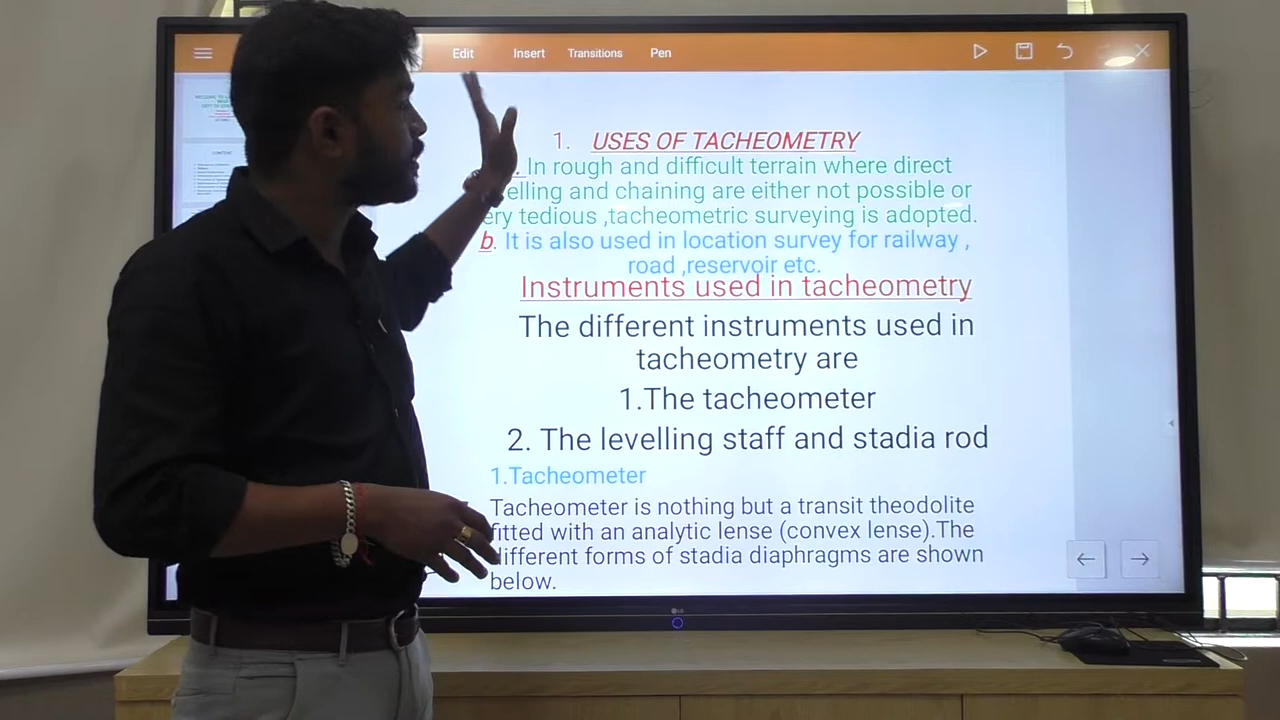 Edit Insert Transitions Pen
CONTENT
1. USES OF TACHEOMETRY
. In rough and difficult terrain where direct
elling and chaining are either not possible or
ery tedious ,tacheometric surveying is adopted.
b. It is also used in location survey for railway ,
road ,reservoir etc.
Instruments used in tacheometry
The different instruments used in
tacheometry are
1.The tacheometer
2. The levelling staff and stadia rod
1.Tacheometer
Tacheometer is nothing but a transit theodolite
fitted with an analytic lense (convex lense).The
different forms of stadia diaphragms are shown
below.
LG